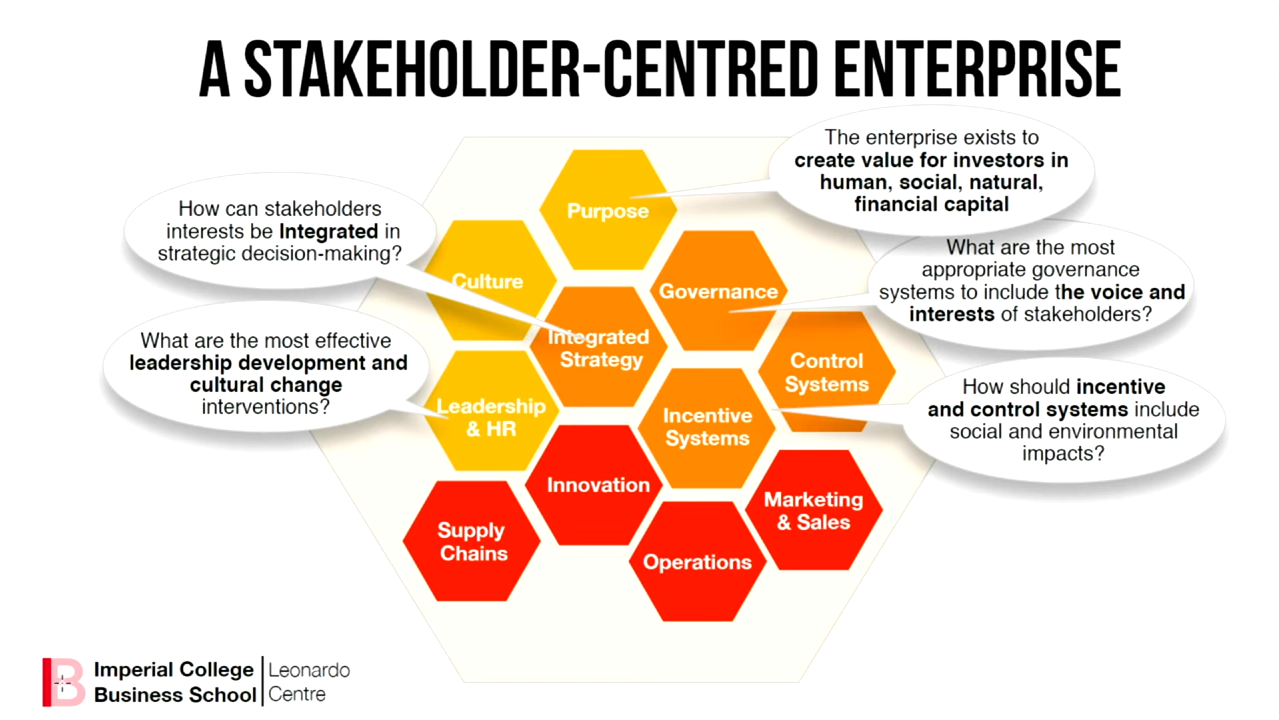 A STAKEHOLDER-CENTRED ENTERPRISE
The enterprise exists to
create value for investors in
human, social, natural,
financial capital
How can stakeholders
interests be Integrated in
strategic decision-making?
What are the most
appropriate governance
systems to include the voice and
interests of stakeholders?
What are the most effective
leadership development and
cultural change
interventions?
How should incentive
and control systems include
social and environmental
impacts?
Purpose
Culture
Governance
Integrated
Strategy
Control
Systems
Leadership
& HR
Incentive
Systems
Innovation
Marketing
& Sales
Supply
Chains
Operations
B
Imperial College
Business School
Leonardo
Centre